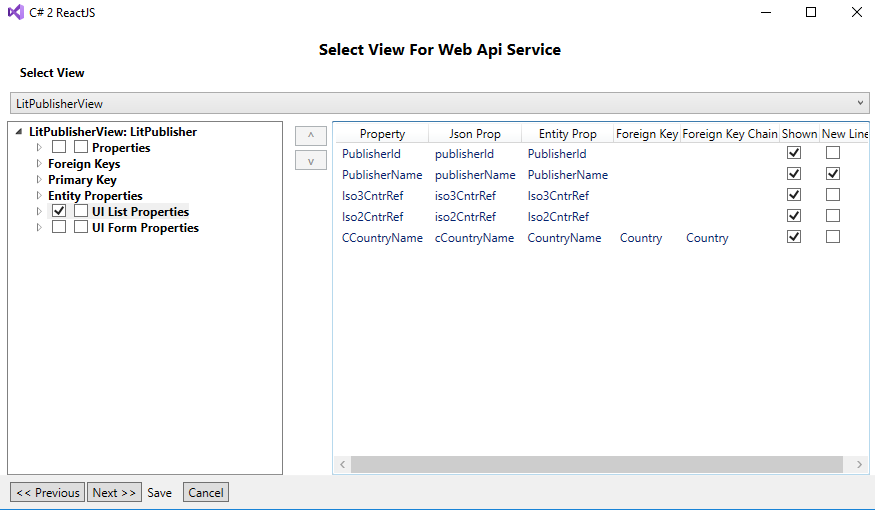 C# 2 ReactJS
Select View For Web Api Service
Select View
LitPublisherView
LitPublisherView: LitPublisher
Properties
Foreign Keys
Primary Key
Entity Properties
UI List Properties
UI Form Properties
Property Json Prop Entity Prop Foreign Key Foreign Key Chain Shown New Line
PublisherId publisherId PublisherId
PublisherName publisherName PublisherName
Iso3CntrRef iso3CntrRef Iso3CntrRef
Iso2CntrRef iso2CntrRef Iso2CntrRef
CCountryName cCountryName CountryName Country Country
<< Previous Next >> Save Cancel